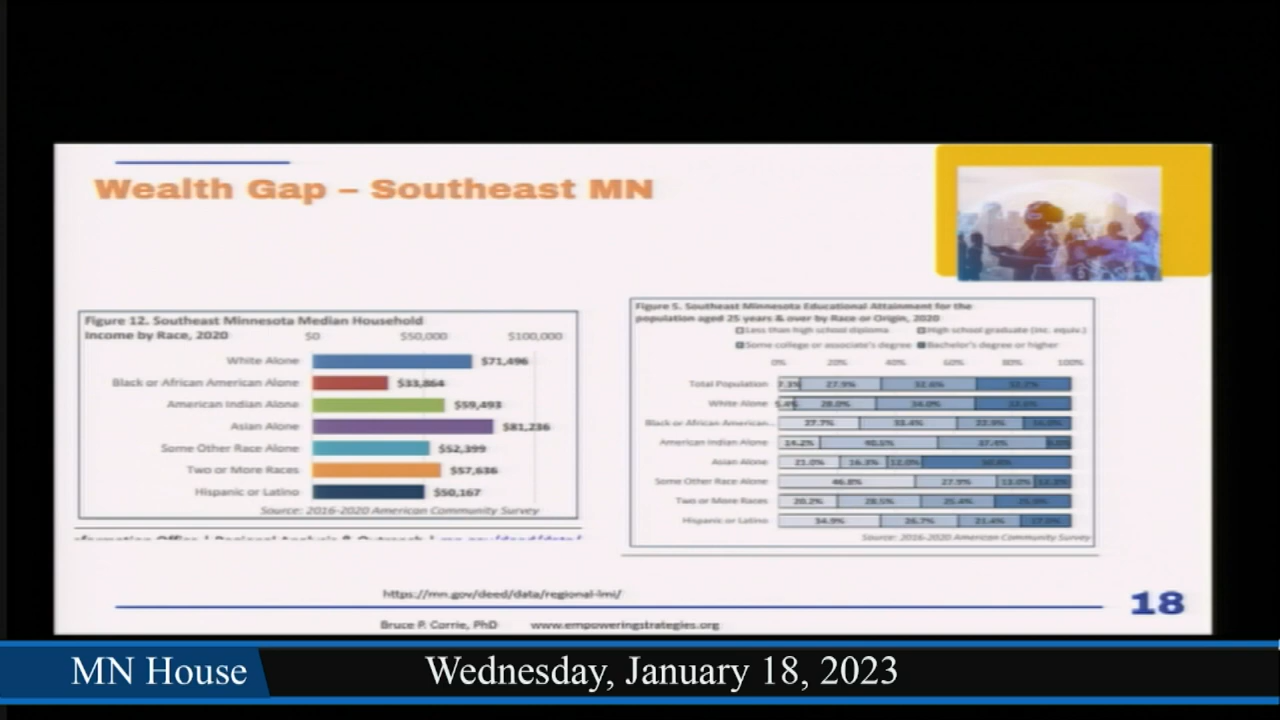 Wealth Gap – Southeast MN
Figure 12. Southeast Minnesota Median Household
Income by Race, 2020
$0 $50,000 $100,000
White Alone $71,496
Black or African American Alone $33,864
American Indian Alone $59,493
Asian Alone $81,236
Some Other Race Alone $52,399
Two or More Races $57,636
Hispanic or Latino $50,167
Source: 2016-2020 American Community Survey
Figure 5. Southeast Minnesota Educational Attainment for the
population aged 25 years & over by Race or Origin, 2020
Less than high school diploma High school graduate (inc. equiv.)
Some college or associate's degree Bachelor's degree or higher
0% 20% 40% 60% 80% 100%
Total Population 7.3% 27.9% 32.6%
White Alone 5.4% 28.0% 34.0%
Black or African American... 27.7% 33.4% 22.9%
American Indian Alone 14.2% 40.5% 37.4%
Asian Alone 21.0% 16.3% 12.0%
Some Other Race Alone 46.8% 27.9% 13.0%
Two or More Races 20.2% 28.5% 25.4%
Hispanic or Latino 34.9% 26.7% 21.4% 17.0%
Source: 2016-2020 American Community Survey
https://mn.gov/deed/data/regional-lmi/
18
Bruce P. Corrie, PhD www.empoweringstrategies.org
MN House Wednesday, January 18, 2023